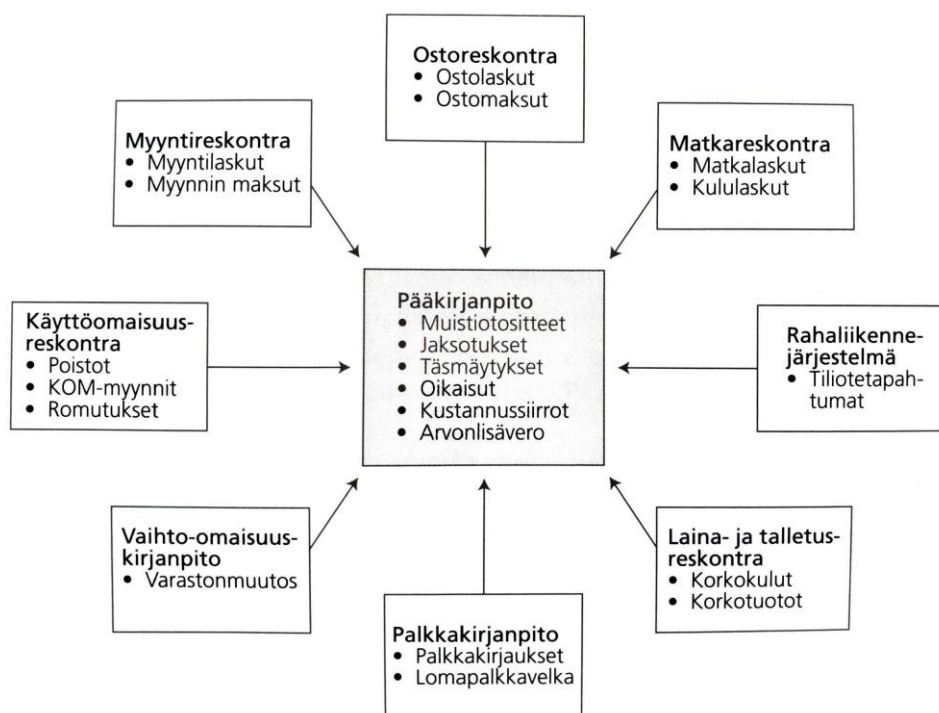 Ostoreskontra
• Ostolaskut
• Ostomaksut
Myyntireskontra
• Myyntilaskut
• Myynnin maksut
Matkareskontra
• Matkalaskut
• Kululaskut
Pääkirjanpito
• Muistiotositteet
• Jaksotukset
• Täsmäytykset
• Oikaisut
• Kustannussiirrot
• Arvonlisävero
Käyttöomaisuus-
reskontra
• Poistot
• KOM-myynnit
• Romutukset
Rahaliikenne-
järjestelmä
• Tiliotetapah-
tumat
Vaihto-omaisuus-
kirjanpito
• Varastonmuutos
Laina- ja talletus-
reskontra
• Korkokulut
• Korkotuotot
Palkkakirjanpito
• Palkkakirjaukset
• Lomapalkkavelka